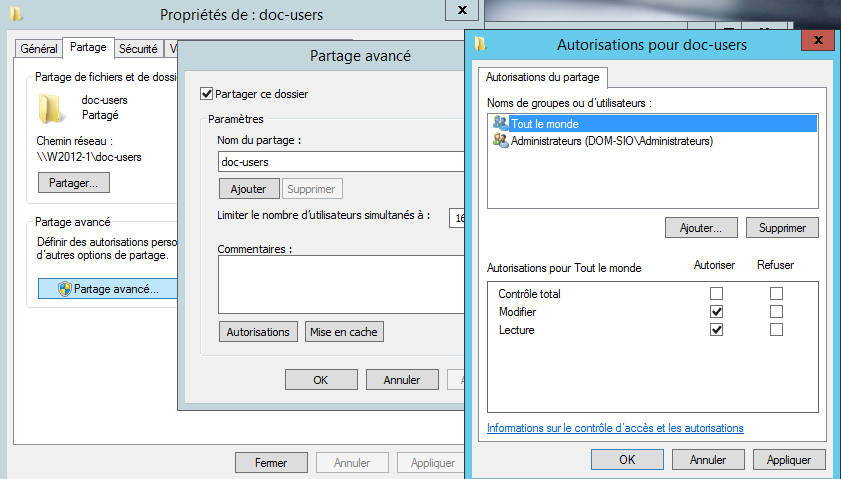 Propriétés de : doc-users
x
Général
Partage
Sécurité
Partage de fichiers et de dossi
doc-users
Partagé
Chemin réseau :
\\W2012-1\doc-users
Partager...
Partage avancé
Définir des autorisations perso
d'autres options de partage.
Partage avancé...
Fermer
Annuler
Appliquer
Partage avancé
Partager ce dossier
Paramètres
Nom du partage :
doc-users
Ajouter
Supprimer
Limiter le nombre d'utilisateurs simultanés à :
16
Commentaires :
Autorisations
Mise en cache
OK
Annuler
A
Autorisations pour doc-users
x
Autorisations du partage
Noms de groupes ou d'utilisateurs :
Tout le monde
Administrateurs (DOM-SIO\Administrateurs)
Ajouter...
Supprimer
Autorisations pour Tout le monde
Autoriser
Refuser
Contrôle total
Modifier
Lecture
Informations sur le contrôle d'accès et les autorisations
OK
Annuler
Appliquer